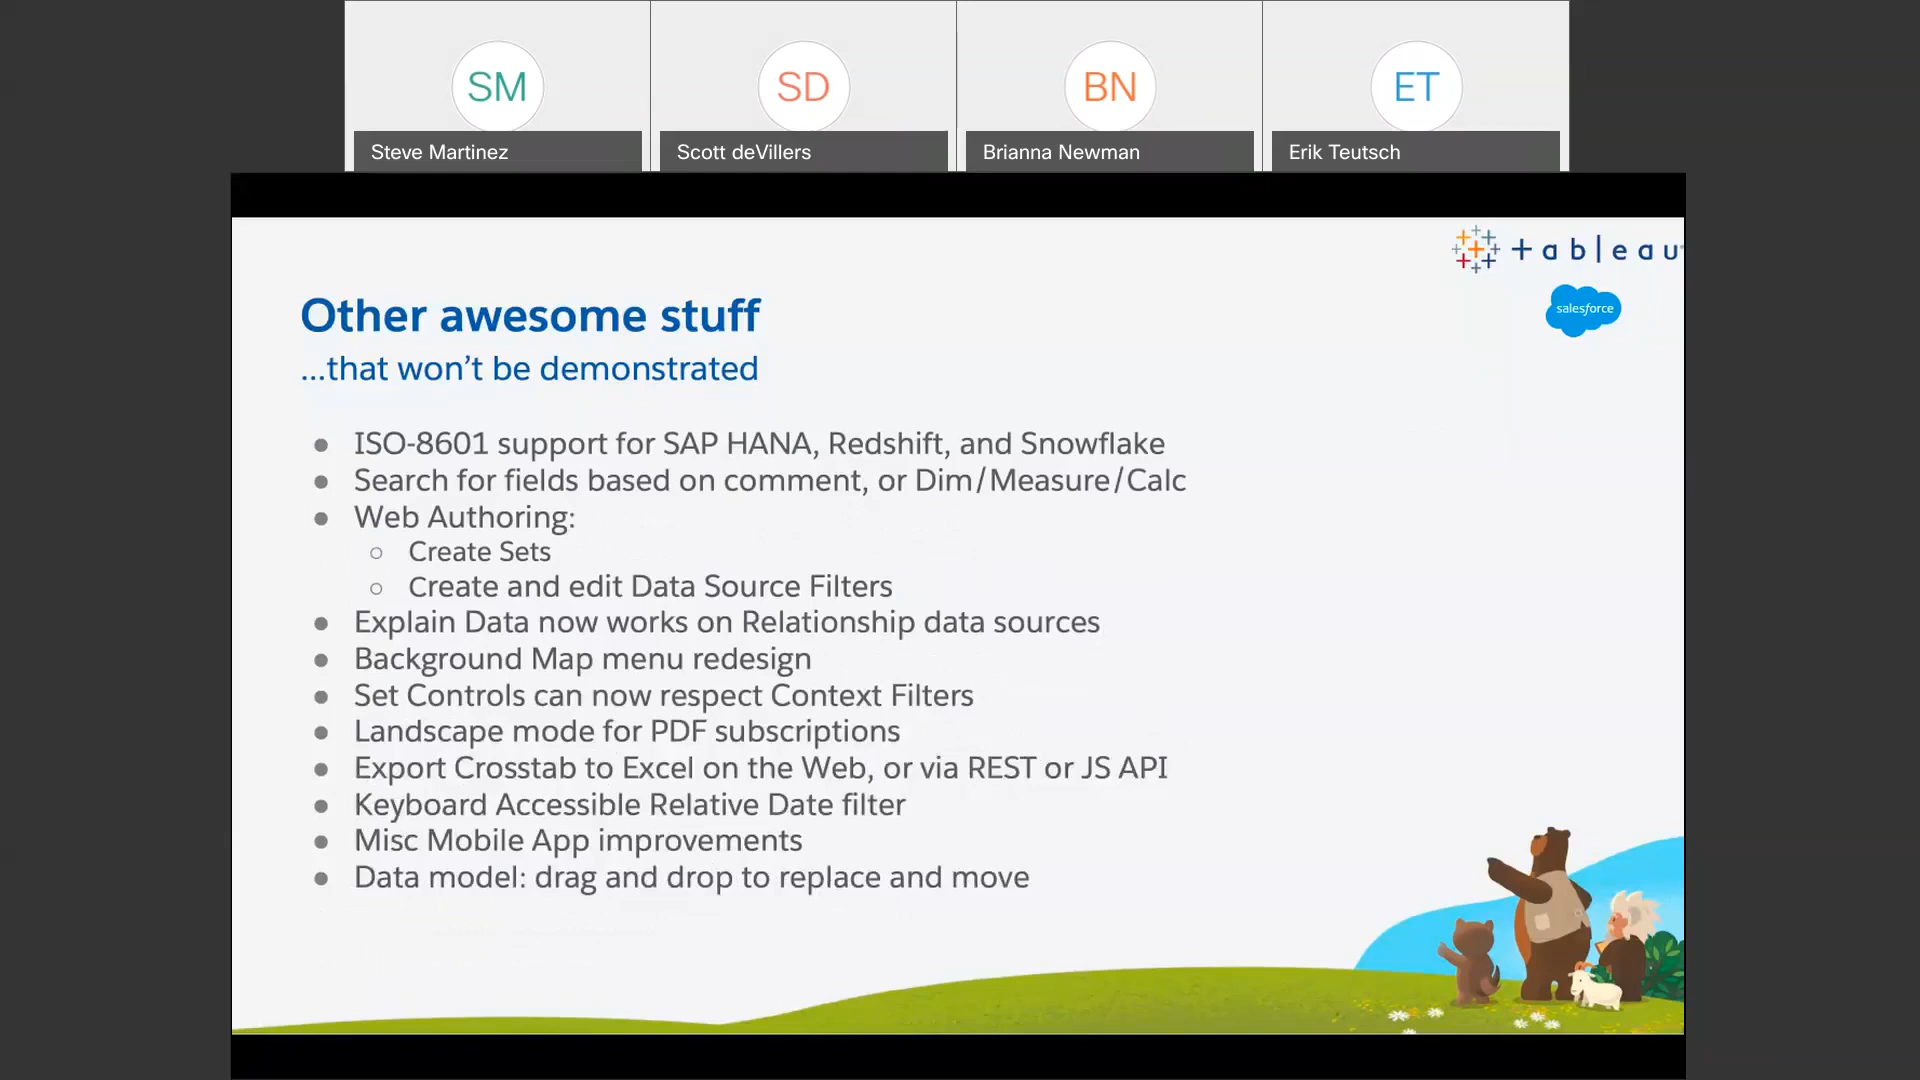 SM
SD
BN
ET
Steve Martinez
Scott deVillers
Brianna Newman
Erik Teutsch
+ableau
salesforce
Other awesome stuff
...that won't be demonstrated
● ISO-8601 support for SAP HANA, Redshift, and Snowflake
● Search for fields based on comment, or Dim/Measure/Calc
● Web Authoring:
○ Create Sets
○ Create and edit Data Source Filters
● Explain Data now works on Relationship data sources
● Background Map menu redesign
● Set Controls can now respect Context Filters
● Landscape mode for PDF subscriptions
● Export Crosstab to Excel on the Web, or via REST or JS API
● Keyboard Accessible Relative Date filter
● Misc Mobile App improvements
● Data model: drag and drop to replace and move